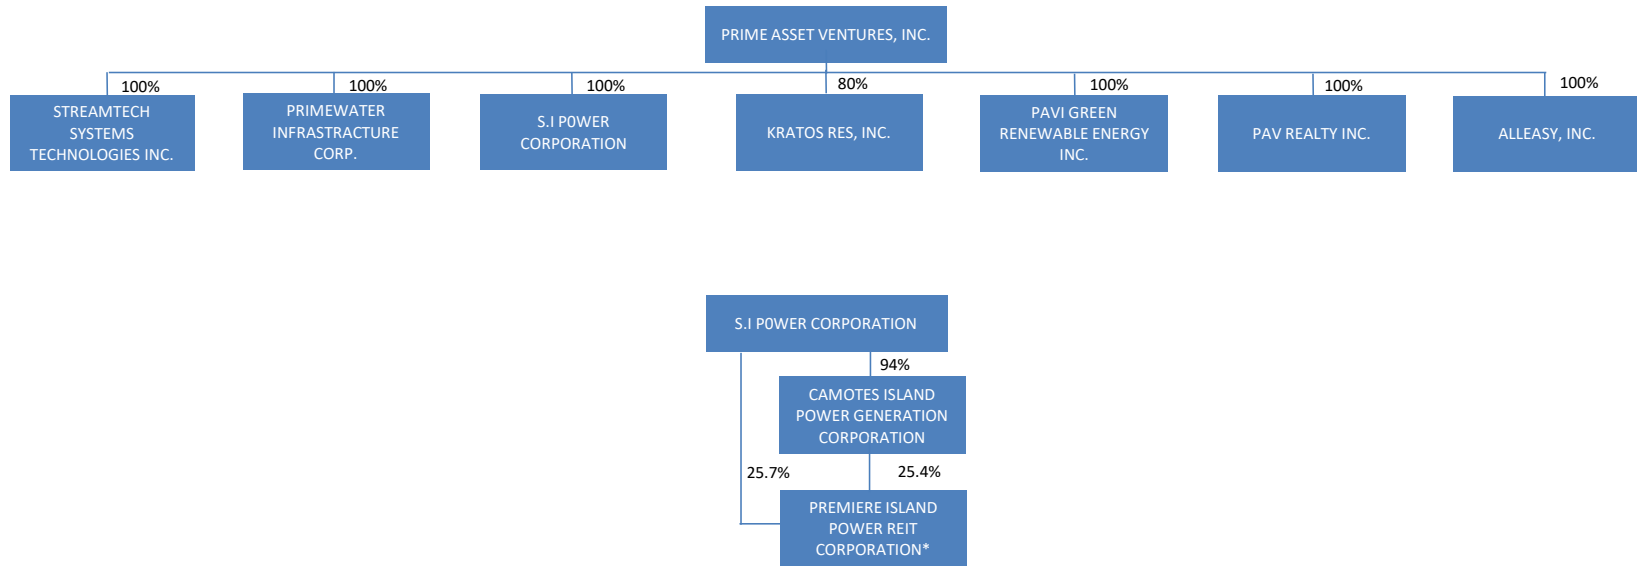 PRIME ASSET VENTURES, INC.
100%
100%
100%
80%
100%
100%
100%
STREAMTECH
SYSTEMS
TECHNOLOGIES INC.
PRIMEWATER
INFRASTRACTURE
CORP.
S.I P0WER
CORPORATION
KRATOS RES, INC.
PAVI GREEN
RENEWABLE ENERGY
INC.
PAV REALTY INC.
ALLEASY, INC.
S.I P0WER CORPORATION
94%
CAMOTES ISLAND
POWER GENERATION
CORPORATION
25.7%
25.4%
PREMIERE ISLAND
POWER REIT
CORPORATION*